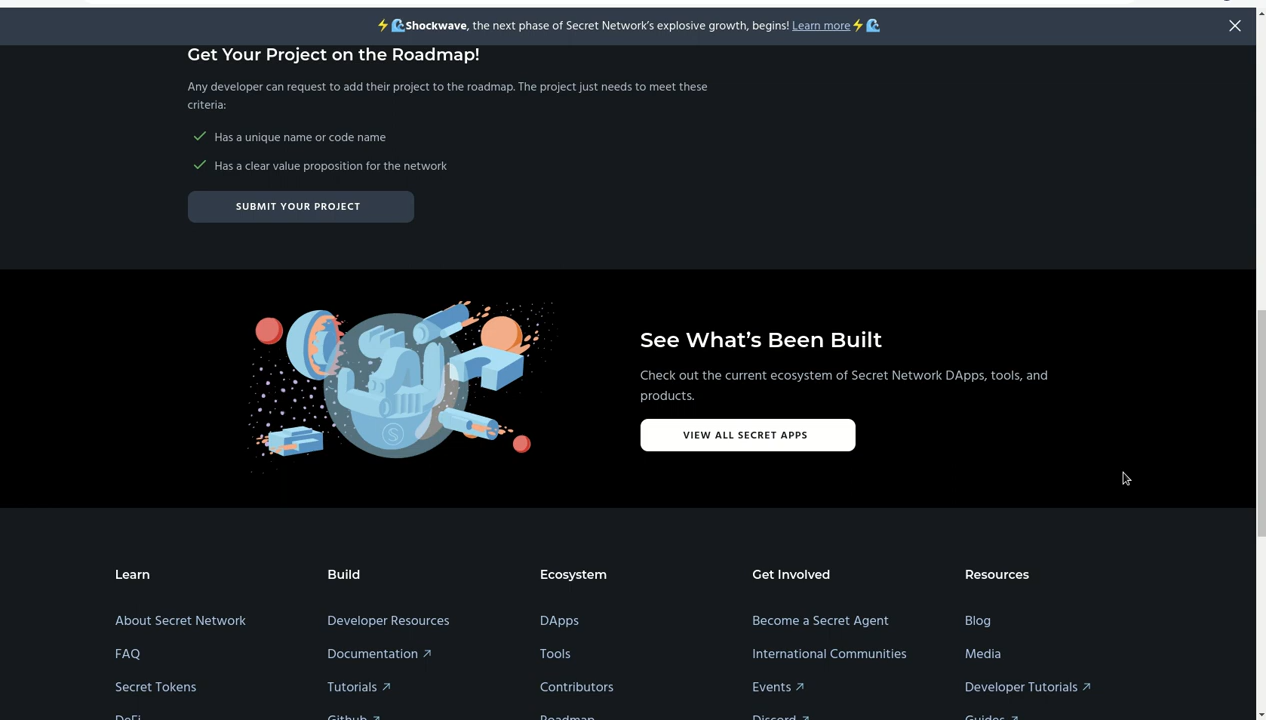 ⚡🌊Shockwave, the next phase of Secret Network’s explosive growth, begins! Learn more⚡🌊
Get Your Project on the Roadmap!
Any developer can request to add their project to the roadmap. The project just needs to meet these
criteria:
Has a unique name or code name
Has a clear value proposition for the network
SUBMIT YOUR PROJECT
See What’s Been Built
Check out the current ecosystem of Secret Network DApps, tools, and
products.
VIEW ALL SECRET APPS
Learn
About Secret Network
FAQ
Secret Tokens
DeFi
Build
Developer Resources
Documentation ↗
Tutorials ↗
Github ↗
Ecosystem
DApps
Tools
Contributors
Roadmap
Get Involved
Become a Secret Agent
International Communities
Events ↗
Discord ↗
Resources
Blog
Media
Developer Tutorials ↗
Guides ↗